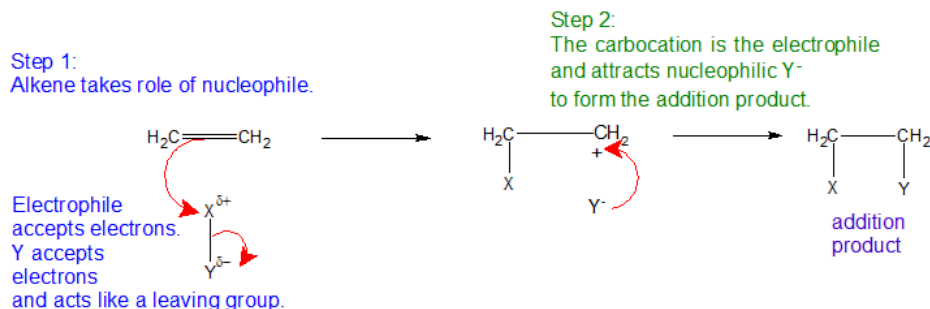 Step 1:
Alkene takes role of nucleophile.
Step 2:
The carbocation is the electrophile
and attracts nucleophilic Y⁻
to form the addition product.
H₂C CH₂
H₂C CH₂
+
X
Y⁻
H₂C CH₂
X Y
addition
product
Electrophile
accepts electrons.
Y accepts
electrons
and acts like a leaving group.
X^δ+
Y^δ−